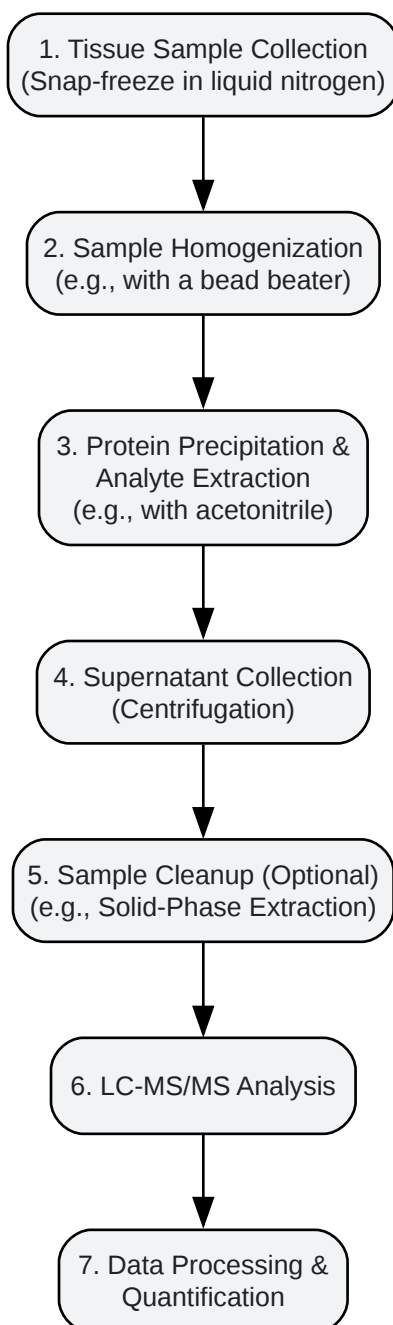 1. Tissue Sample Collection
(Snap-freeze in liquid nitrogen)
2. Sample Homogenization
(e.g., with a bead beater)
3. Protein Precipitation &
Analyte Extraction
(e.g., with acetonitrile)
4. Supernatant Collection
(Centrifugation)
5. Sample Cleanup (Optional)
(e.g., Solid-Phase Extraction)
6. LC-MS/MS Analysis
7. Data Processing &
Quantification